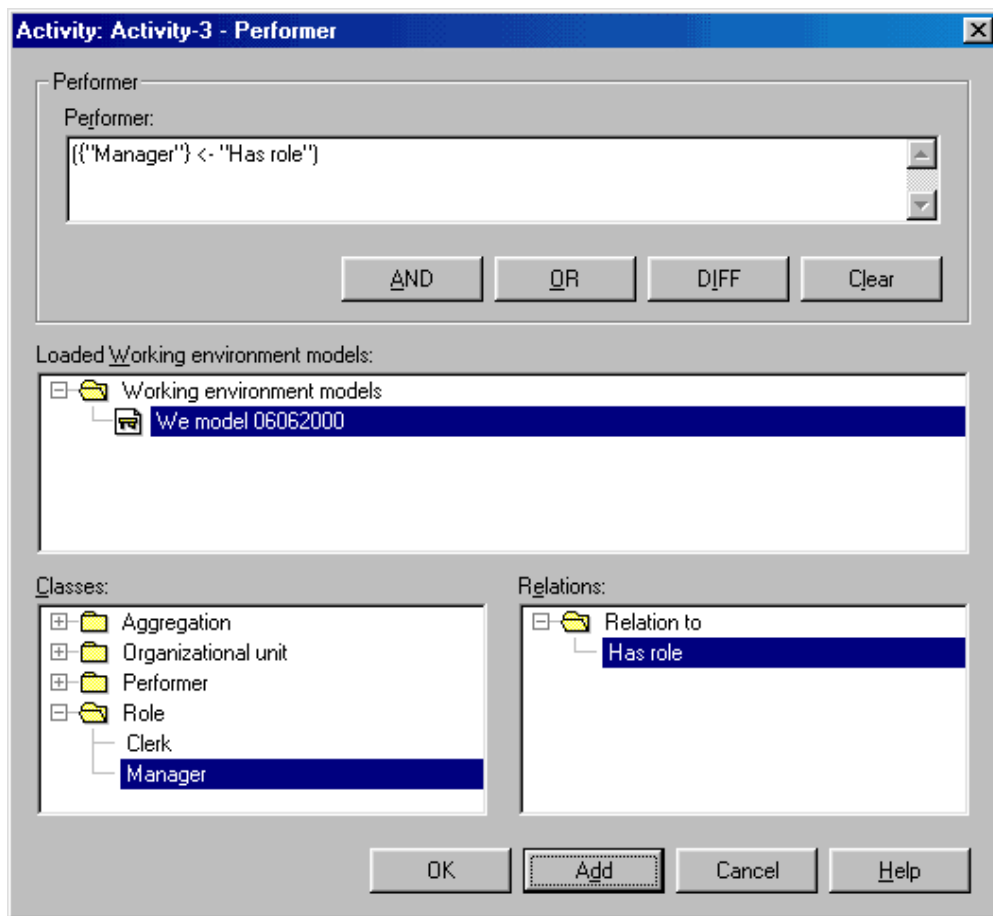 Activity: Activity-3 - Performer
Performer
Performer:
({"Manager"} <- "Has role")
AND OR DIFF Clear
Loaded Working environment models:
Working environment models
We model 06062000
Classes: Relations:
Aggregation Relation to
Organizational unit Has role
Performer
Role
Clerk
Manager
OK Add Cancel Help